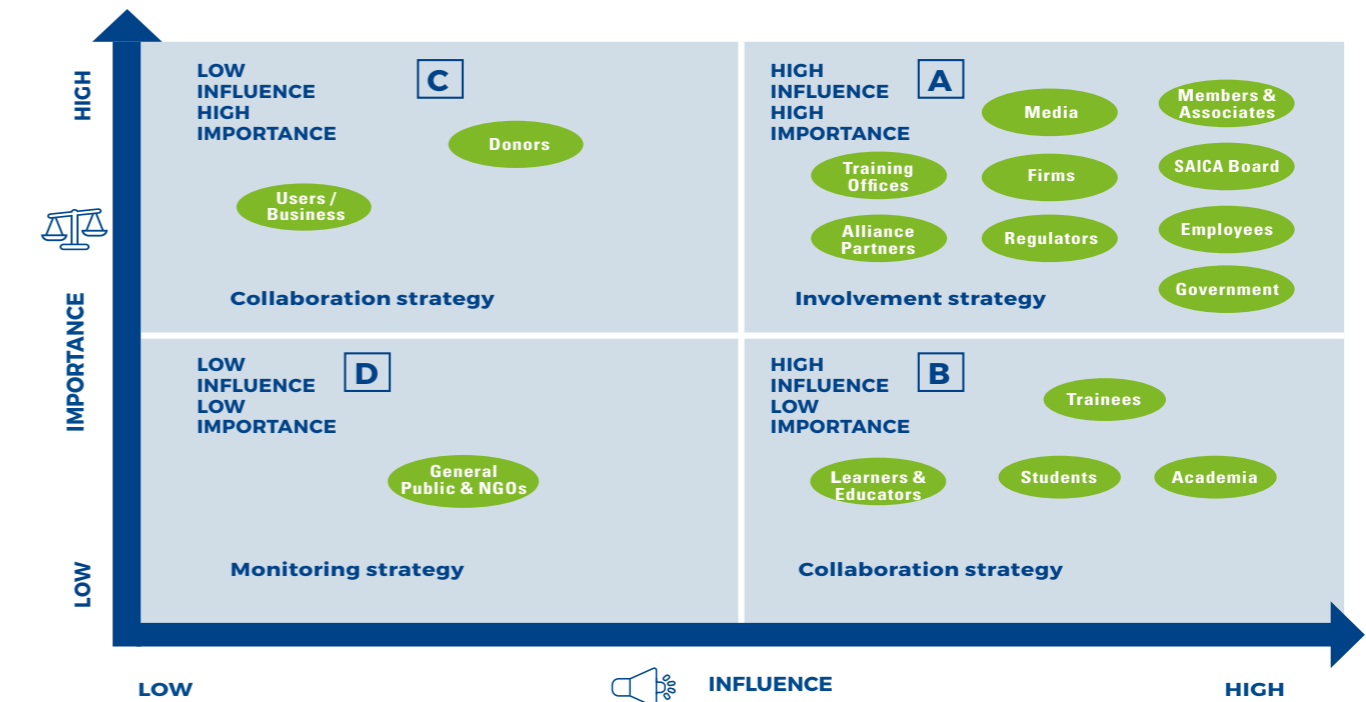 HIGH
IMPORTANCE
LOW
LOW
INFLUENCE
HIGH
IMPORTANCE
C
Donors
Users /
Business
Collaboration strategy
HIGH
INFLUENCE
HIGH
IMPORTANCE
A
Media
Members &
Associates
Training
Offices
Firms
SAICA Board
Alliance
Partners
Regulators
Employees
Government
Involvement strategy
LOW
INFLUENCE
LOW
IMPORTANCE
D
General
Public & NGOs
Monitoring strategy
HIGH
INFLUENCE
LOW
IMPORTANCE
B
Trainees
Learners &
Educators
Students
Academia
Collaboration strategy
LOW
INFLUENCE
HIGH